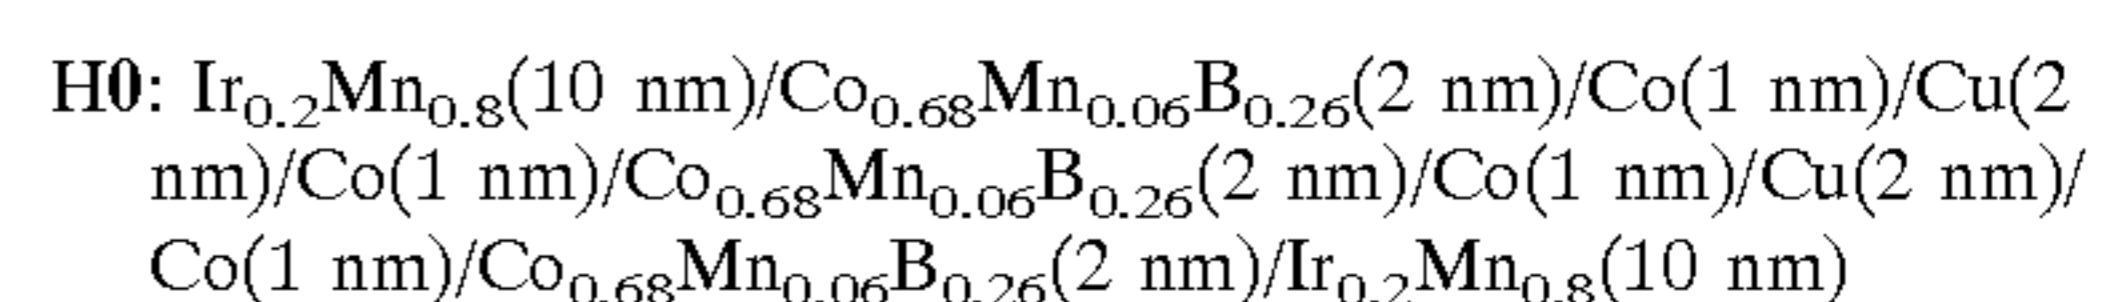 H0: Ir₀.₂Mn₀.₈(10 nm)/Co₀.₆₈Mn₀.₀₆B₀.₂₆(2 nm)/Co(1 nm)/Cu(2
nm)/Co(1 nm)/Co₀.₆₈Mn₀.₀₆B₀.₂₆(2 nm)/Co(1 nm)/Cu(2 nm)/
Co(1 nm)/Co₀.₆₈Mn₀.₀₆B₀.₂₆(2 nm)/Ir₀.₂Mn₀.₈(10 nm)